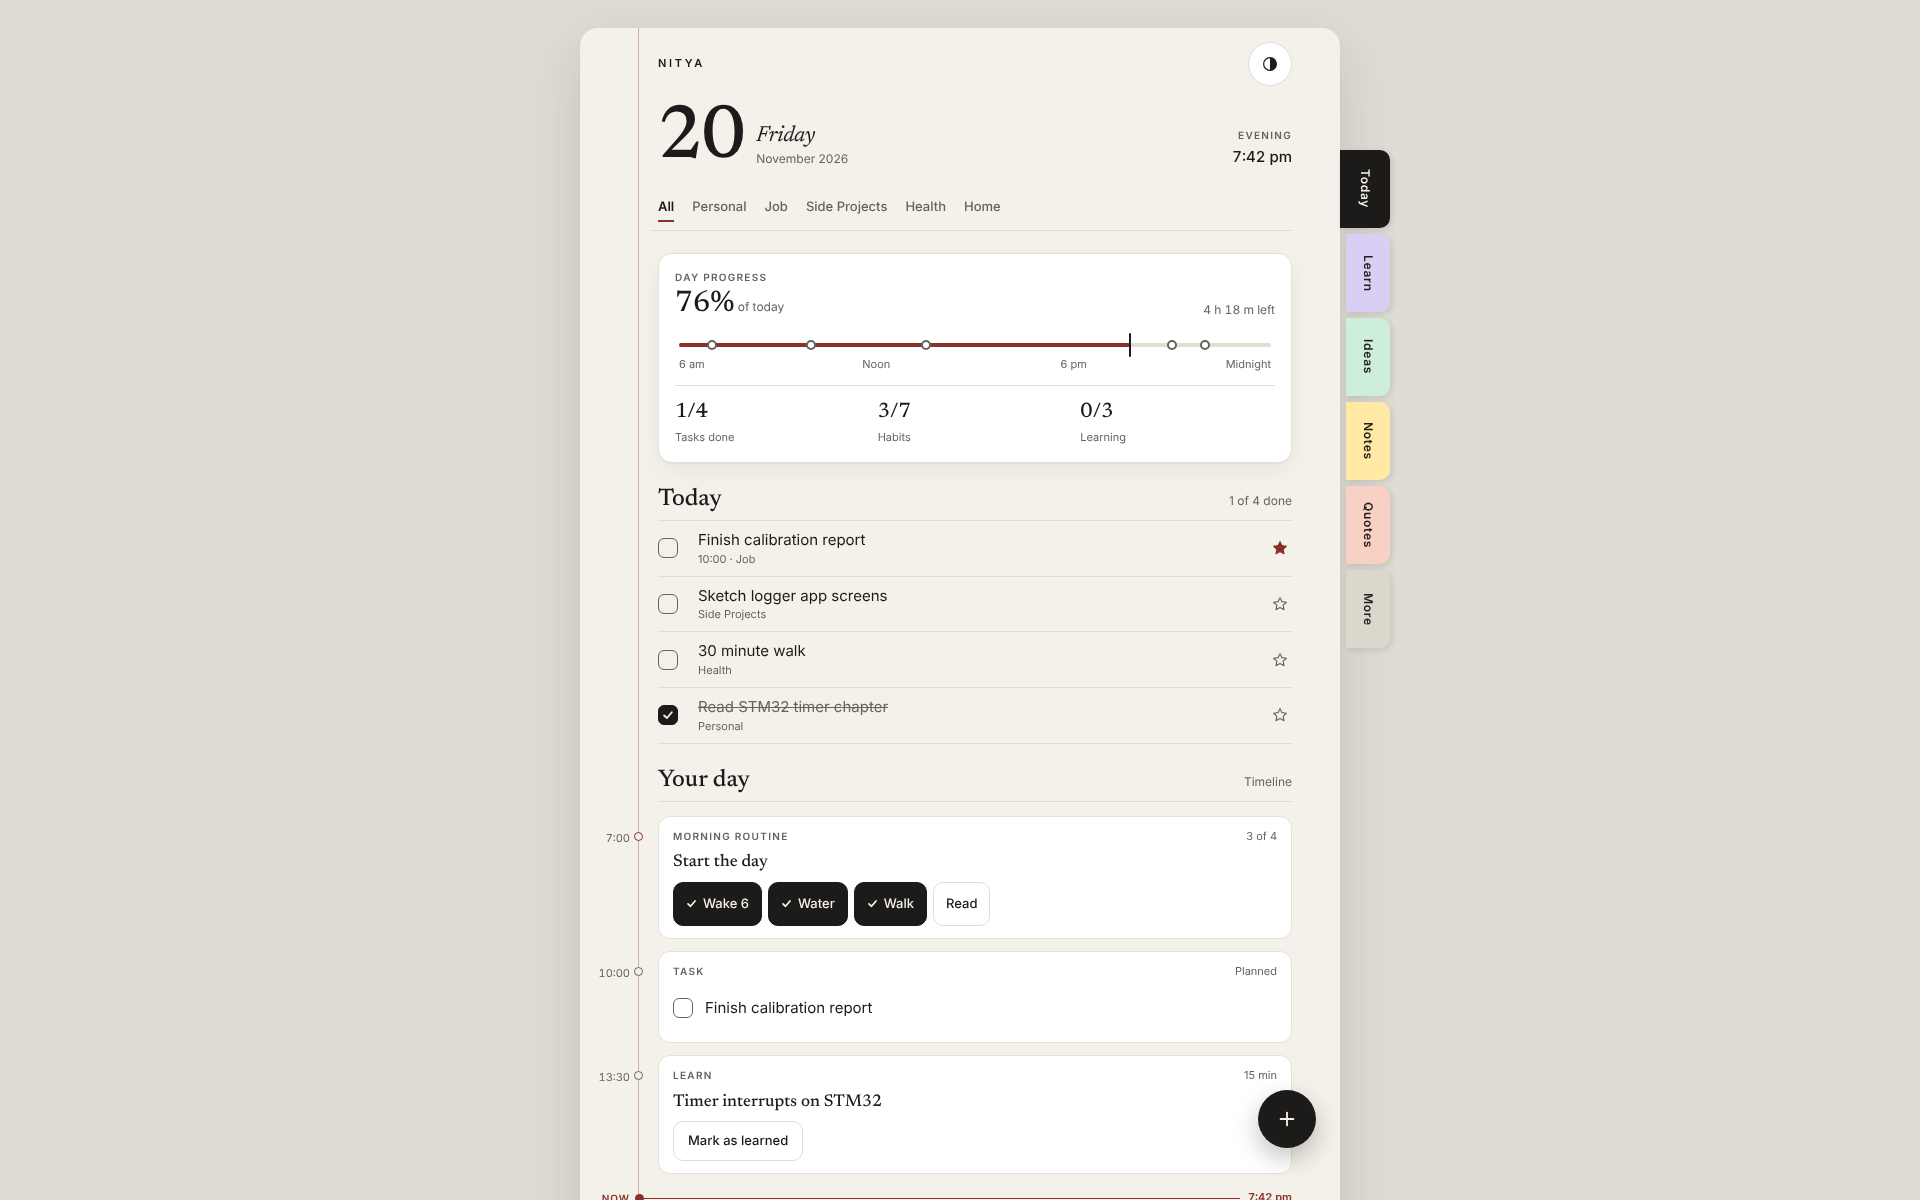 NITYA
20
Friday
November 2026
EVENING
7:42 pm
All Personal Job Side Projects Health Home
Today
Learn
Ideas
Notes
Quotes
More
DAY PROGRESS
76% of today
4 h 18 m left
6 am Noon 6 pm Midnight
1/4 3/7 0/3
Tasks done Habits Learning
Today 1 of 4 done
Finish calibration report
10:00 · Job
Sketch logger app screens
Side Projects
30 minute walk
Health
Read STM32 timer chapter
Personal
Your day Timeline
7:00
MORNING ROUTINE 3 of 4
Start the day
Wake 6 Water Walk Read
10:00
TASK Planned
Finish calibration report
13:30
LEARN 15 min
Timer interrupts on STM32
Mark as learned
NOW 7:42 pm